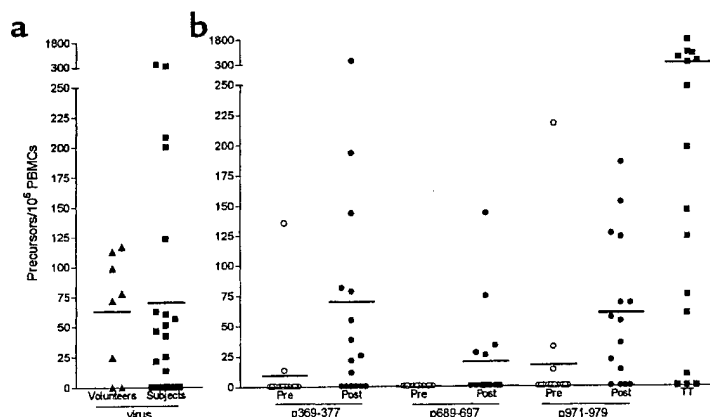 a
b
Precursors/10⁶ PBMCs
1800
300
250
225
200
175
150
125
100
75
50
25
0
Volunteers
Subjects
virus
1800
300
250
225
200
175
150
125
100
75
50
25
0
Pre
Post
p369-377
Pre
Post
p689-697
Pre
Post
p971-979
TT